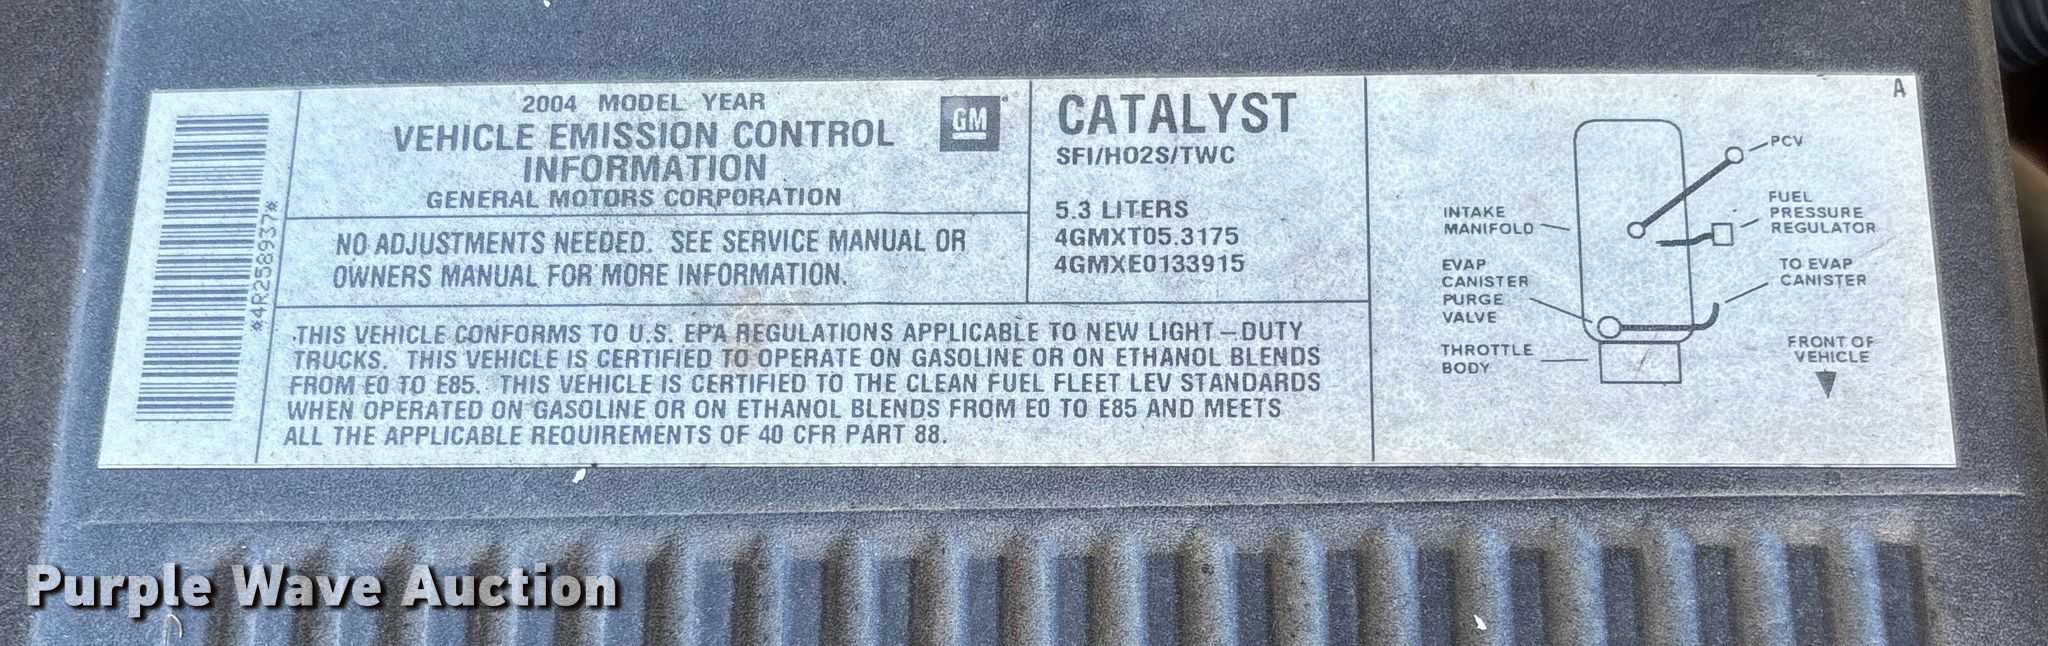 2004 MODEL YEAR
VEHICLE EMISSION CONTROL
INFORMATION
GENERAL MOTORS CORPORATION
GM
NO ADJUSTMENTS NEEDED. SEE SERVICE MANUAL OR
OWNERS MANUAL FOR MORE INFORMATION.
CATALYST
SFI/HO2S/TWC
5.3 LITERS
4GMXT05.3175
4GMXE0133915
THIS VEHICLE CONFORMS TO U.S. EPA REGULATIONS APPLICABLE TO NEW LIGHT-DUTY
TRUCKS. THIS VEHICLE IS CERTIFIED TO OPERATE ON GASOLINE OR ON ETHANOL BLENDS
FROM E0 TO E85. THIS VEHICLE IS CERTIFIED TO THE CLEAN FUEL FLEET LEV STANDARDS
WHEN OPERATED ON GASOLINE OR ON ETHANOL BLENDS FROM E0 TO E85 AND MEETS
ALL THE APPLICABLE REQUIREMENTS OF 40 CFR PART 88.
*4R258937*
A
PCV
FUEL
PRESSURE
REGULATOR
INTAKE
MANIFOLD
EVAP
CANISTER
PURGE
VALVE
TO EVAP
CANISTER
THROTTLE
BODY
FRONT OF
VEHICLE
Purple Wave Auction